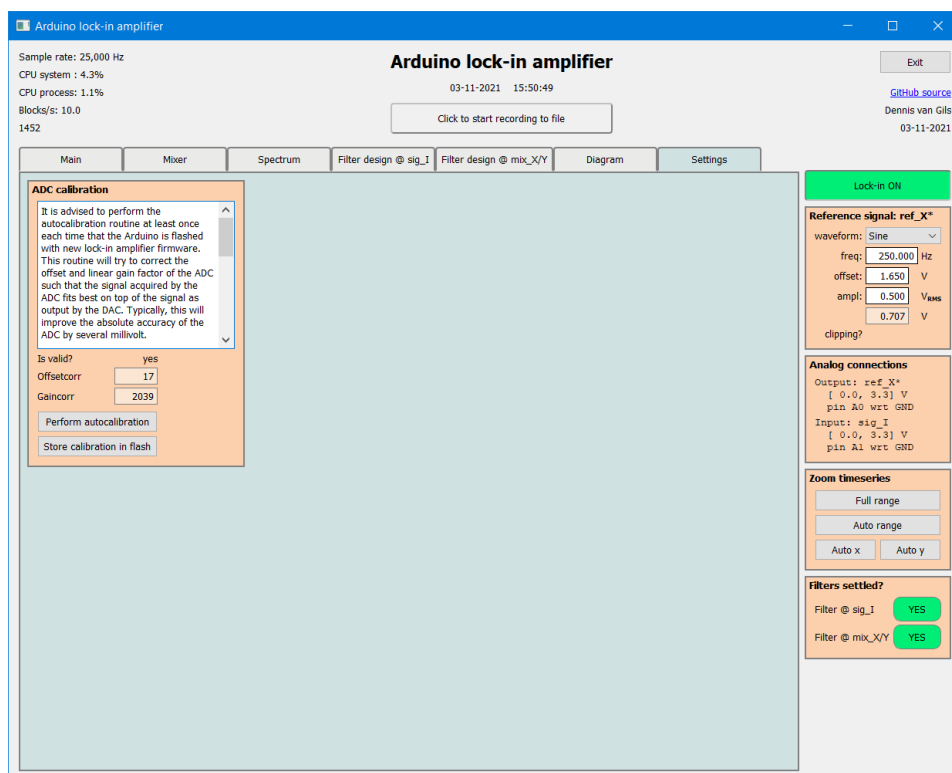 Arduino lock-in amplifier
Sample rate: 25,000 Hz
CPU system : 4.3%
CPU process: 1.1%
Blocks/s: 10.0
1452
Arduino lock-in amplifier
03-11-2021 15:50:49
Click to start recording to file
Exit
GitHub source
Dennis van Gils
03-11-2021
Main
Mixer
Spectrum
Filter design @ sig_I
Filter design @ mix_X/Y
Diagram
Settings
ADC calibration
It is advised to perform the
autocalibration routine at least once
each time that the Arduino is flashed
with new lock-in amplifier firmware.
This routine will try to correct the
offset and linear gain factor of the ADC
such that the signal acquired by the
ADC fits best on top of the signal as
output by the DAC. Typically, this will
improve the absolute accuracy of the
ADC by several millivolt.
Is valid? yes
Offsetcorr 17
Gaincorr 2039
Perform autocalibration
Store calibration in flash
Lock-in ON
Reference signal: ref_X*
waveform: Sine
freq: 250.000 Hz
offset: 1.650 V
ampl: 0.500 VRMS
0.707 V
clipping?
Analog connections
Output: ref_X*
[ 0.0, 3.3] V
pin A0 wrt GND
Input: sig_I
[ 0.0, 3.3] V
pin A1 wrt GND
Zoom timeseries
Full range
Auto range
Auto x
Auto y
Filters settled?
Filter @ sig_I YES
Filter @ mix_X/Y YES